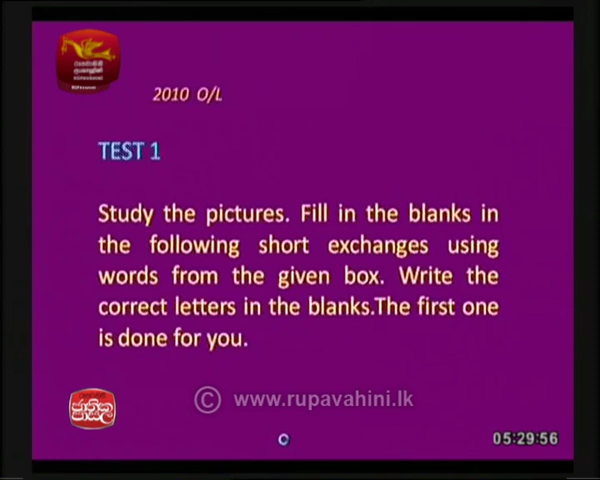 2010 O/L
TEST 1
Study the pictures. Fill in the blanks in
the following short exchanges using
words from the given box. Write the
correct letters in the blanks.The first one
is done for you.
ජාතික
පාසල
© www.rupavahini.lk
05:29:56